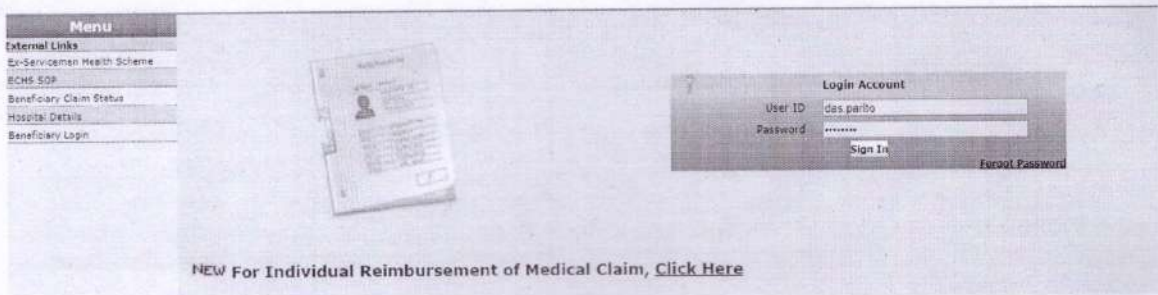 Menu
External Links
Ex-Servicemen Health Scheme
ECHS SOP
Beneficiary Claim Status
Hospital Details
Beneficiary Login
Login Account
User ID das.parito
Password ••••••••
Sign In
Forgot Password
NEW For Individual Reimbursement of Medical Claim, Click Here